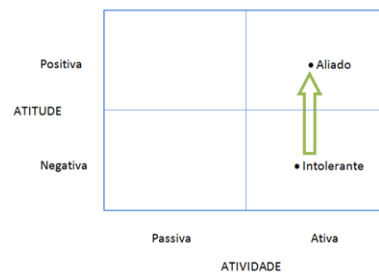 Positiva
• Aliado
ATITUDE
Negativa
• Intolerante
Passiva
Ativa
ATIVIDADE